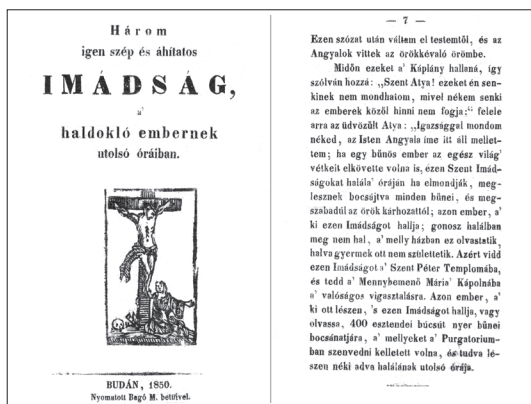 Három
igen szép és áhítatos
IMÁDSÁG,
a'
haldokló embernek
utolsó óráiban.
BUDÁN, 1850.
Nyomatott Bagó M. betűivel.
— 7 —
Ezen szózat után váltam el testemtől, és az
Angyalok vittek az örökkévaló örömbe.
Midőn ezeket a' Káplány hallaná, így
szólván hozzá: „Szent Atya! ezeket én sen-
kinek nem mondhatom, mivel nékem senki
az emberek közől hinni nem fogja;“ felele
arra az üdvözűlt Atya: „Igazsággal mondom
néked, az Isten Angyala íme itt áll mellet-
tem; ha egy bűnös ember az egész világ'
vétkeit elkövette volna is, ezen Szent Imád-
ságokat halála' óráján ha elmondják, meg-
lesznek bocsájtva minden bűnei, és meg-
szabadúl az örök kárhozattól; azon ember, a'
ki ezen Imádságot hallja; gonosz halálban
meg nem hal, a' melly házban ez olvastatik,
halva gyermek ott nem születtetik. Azért vidd
ezen Imádságot a' Szent Péter Templomába,
és tedd a' Mennybemenő Mária' Kápolnába
a' valóságos vigasztalásra. Azon ember, a'
ki ott lészen, 's ezen Imádságot hallja, vagy
olvassa, 400 esztendei búcsút nyer bűnei
bocsánatjára, a' mellyeket a' Purgatorium-
ban szenvedni kelletett volna, és tudva lé-
szen néki adva halálának utolsó órája.